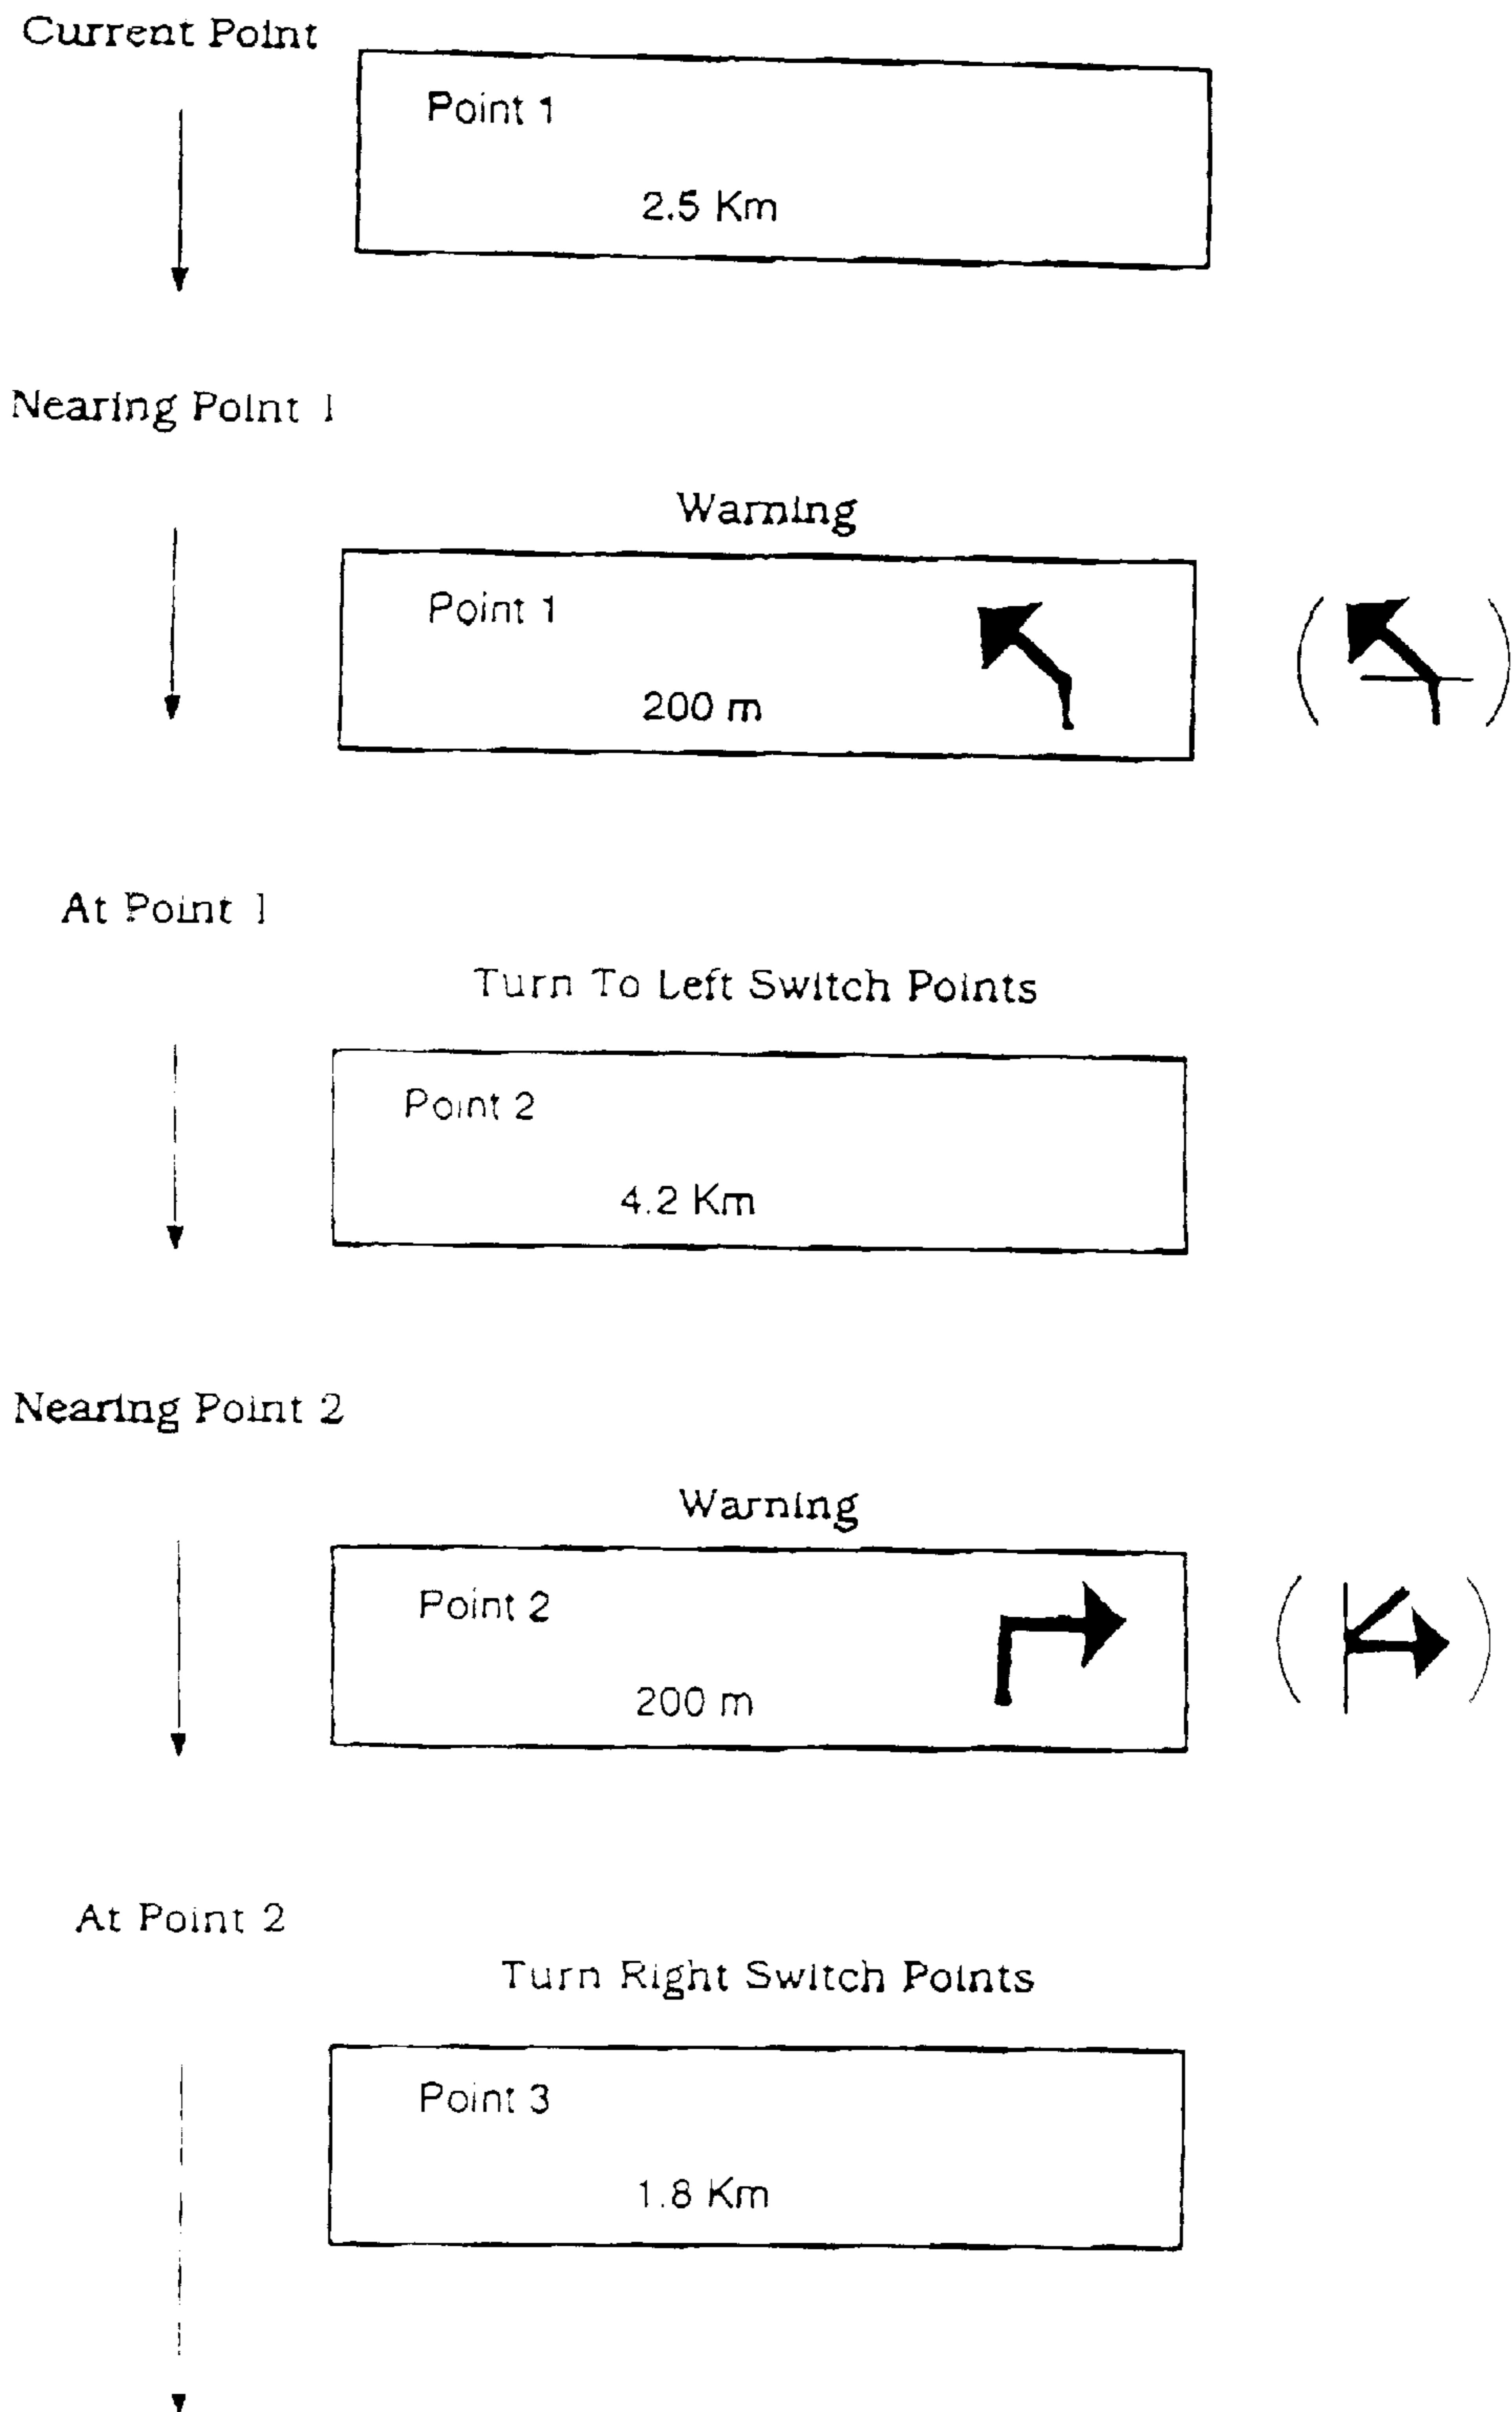 Current Point
Point 1
2.5 Km
Nearing Point 1
Warning
Point 1
200 m
At Point 1
Turn To Left Switch Points
Point 2
4.2 Km
Nearing Point 2
Warning
Point 2
200 m
At Point 2
Turn Right Switch Points
Point 3
1.8 Km